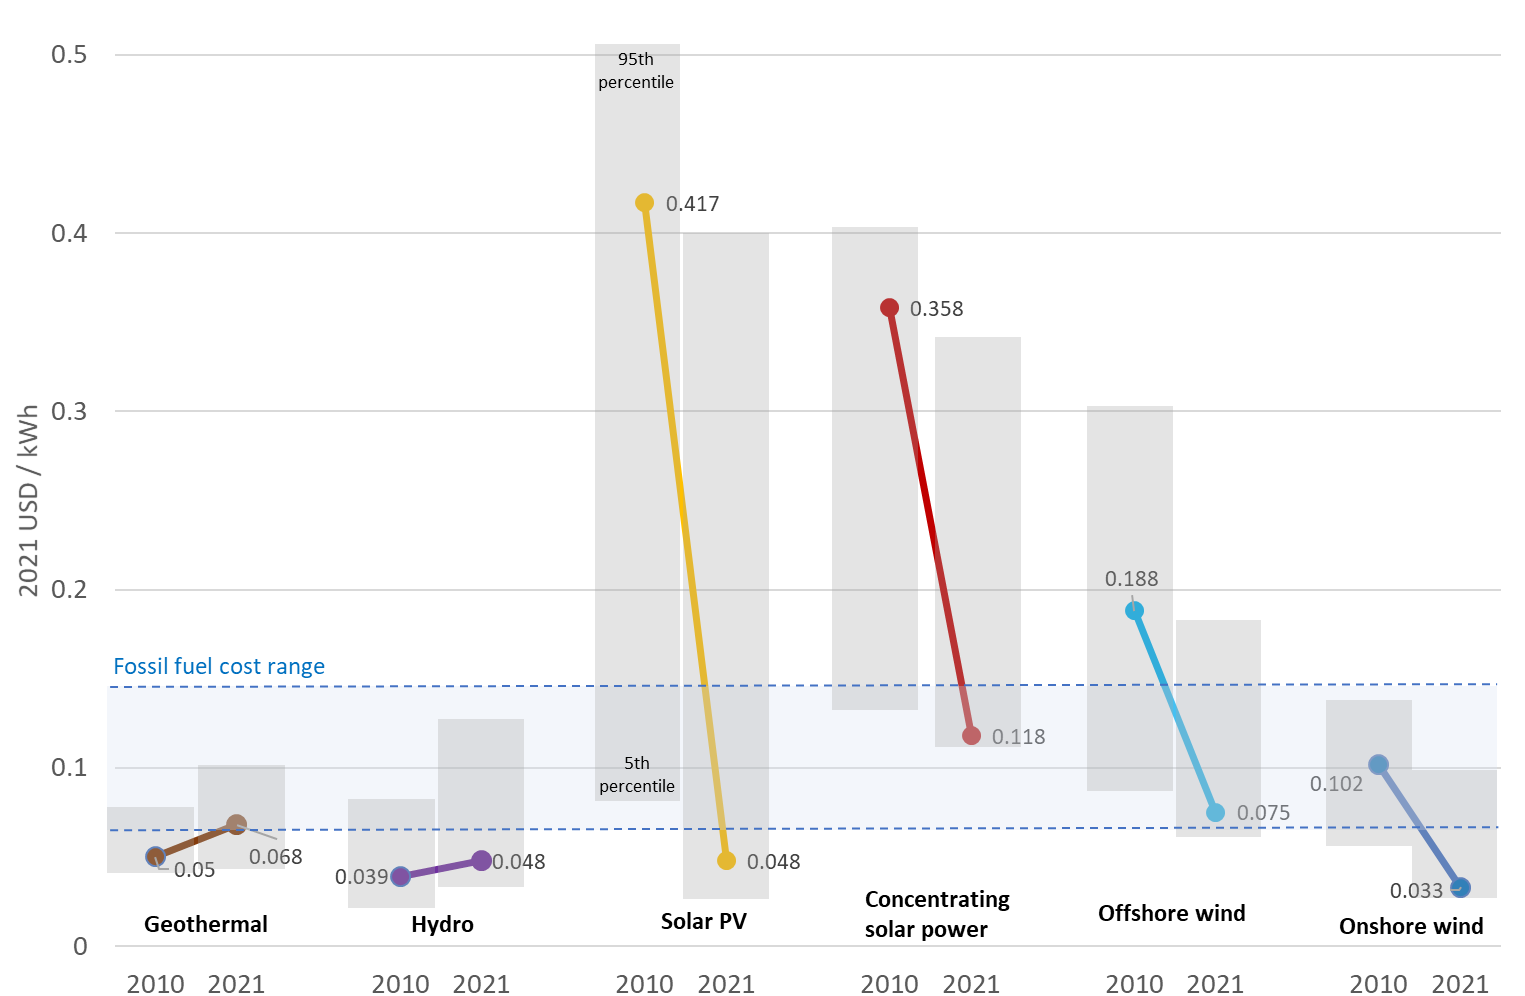 0.5
0.4
0.3
0.2
0.1
0
2021 USD / kWh
Fossil fuel cost range
95th
percentile
5th
percentile
0.05
0.068
0.039
0.048
0.417
0.048
0.358
0.118
0.188
0.075
0.102
0.033
Geothermal
Hydro
Solar PV
Concentrating
solar power
Offshore wind
Onshore wind
2010 2021 2010 2021 2010 2021 2010 2021 2010 2021 2010 2021